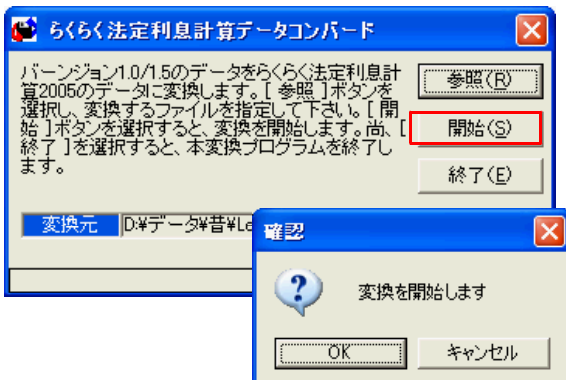 らくらく法定利息計算データコンバード
バーンジョン1.0/1.5のデータをらくらく法定利息計
算2005のデータに変換します。[ 参照 ]ボタンを
選択し、変換するファイルを指定して下さい。[ 開
始 ]ボタンを選択すると、変換を開始します。尚、[
終了 ]を選択すると、本変換プログラムを終了し
ます。
参照(R)
開始(S)
終了(E)
変換元 D:¥データ¥昔¥Le
確認
変換を開始します
OK キャンセル